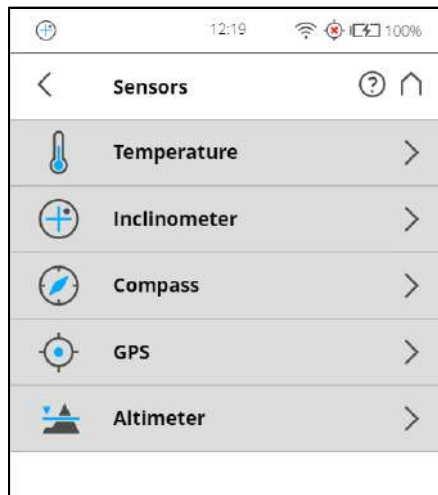 12:19 100%
Sensors
Temperature
Inclinometer
Compass
GPS
Altimeter